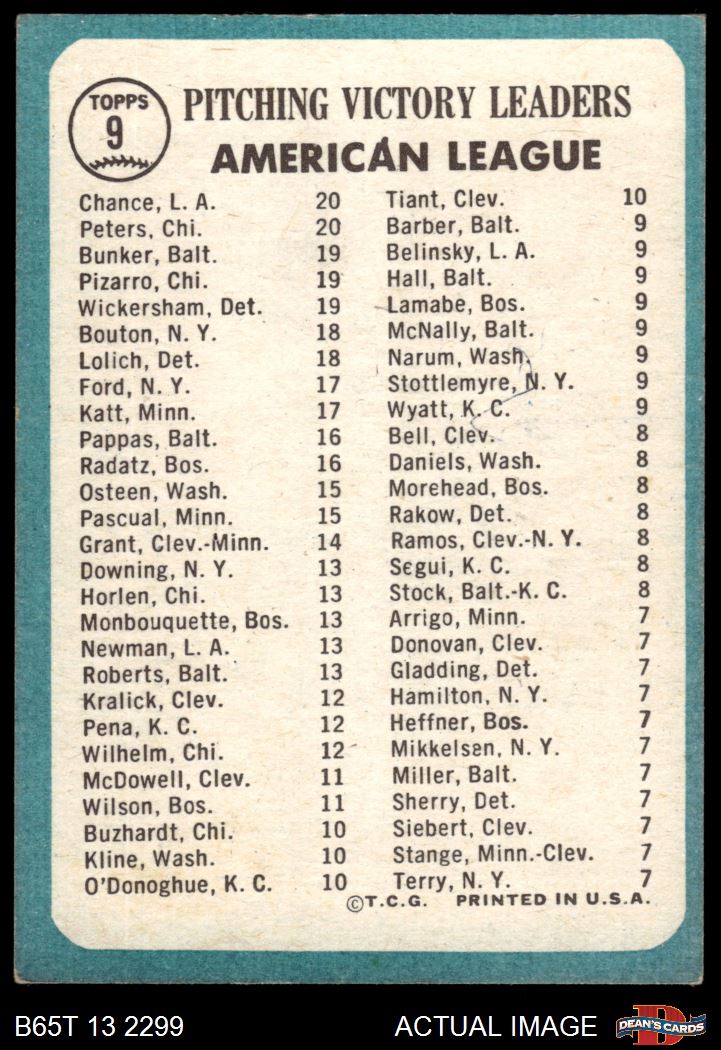 TOPPS
9
PITCHING VICTORY LEADERS
AMERICAN LEAGUE
Chance, L. A. 20
Peters, Chi. 20
Bunker, Balt. 19
Pizarro, Chi. 19
Wickersham, Det. 19
Bouton, N. Y. 18
Lolich, Det. 18
Ford, N. Y. 17
Katt, Minn. 17
Pappas, Balt. 16
Radatz, Bos. 16
Osteen, Wash. 15
Pascual, Minn. 15
Grant, Clev.-Minn. 14
Downing, N. Y. 13
Horlen, Chi. 13
Monbouquette, Bos. 13
Newman, L. A. 13
Roberts, Balt. 13
Kralick, Clev. 12
Pena, K. C. 12
Wilhelm, Chi. 12
McDowell, Clev. 11
Wilson, Bos. 11
Buzhardt, Chi. 10
Kline, Wash. 10
O'Donoghue, K. C. 10
Tiant, Clev. 10
Barber, Balt. 9
Belinsky, L. A. 9
Hall, Balt. 9
Lamabe, Bos. 9
McNally, Balt. 9
Narum, Wash. 9
Stottlemyre, N. Y. 9
Wyatt, K. C. 9
Bell, Clev. 8
Daniels, Wash. 8
Morehead, Bos. 8
Rakow, Det. 8
Ramos, Clev.-N. Y. 8
Segui, K. C. 8
Stock, Balt.-K. C. 8
Arrigo, Minn. 7
Donovan, Clev. 7
Gladding, Det. 7
Hamilton, N. Y. 7
Heffner, Bos. 7
Mikkelsen, N. Y. 7
Miller, Balt. 7
Sherry, Det. 7
Siebert, Clev. 7
Stange, Minn.-Clev. 7
Terry, N. Y. 7
©T.C.G. PRINTED IN U.S.A.
B65T 13 2299 ACTUAL IMAGE
D
DEAN'S CARDS